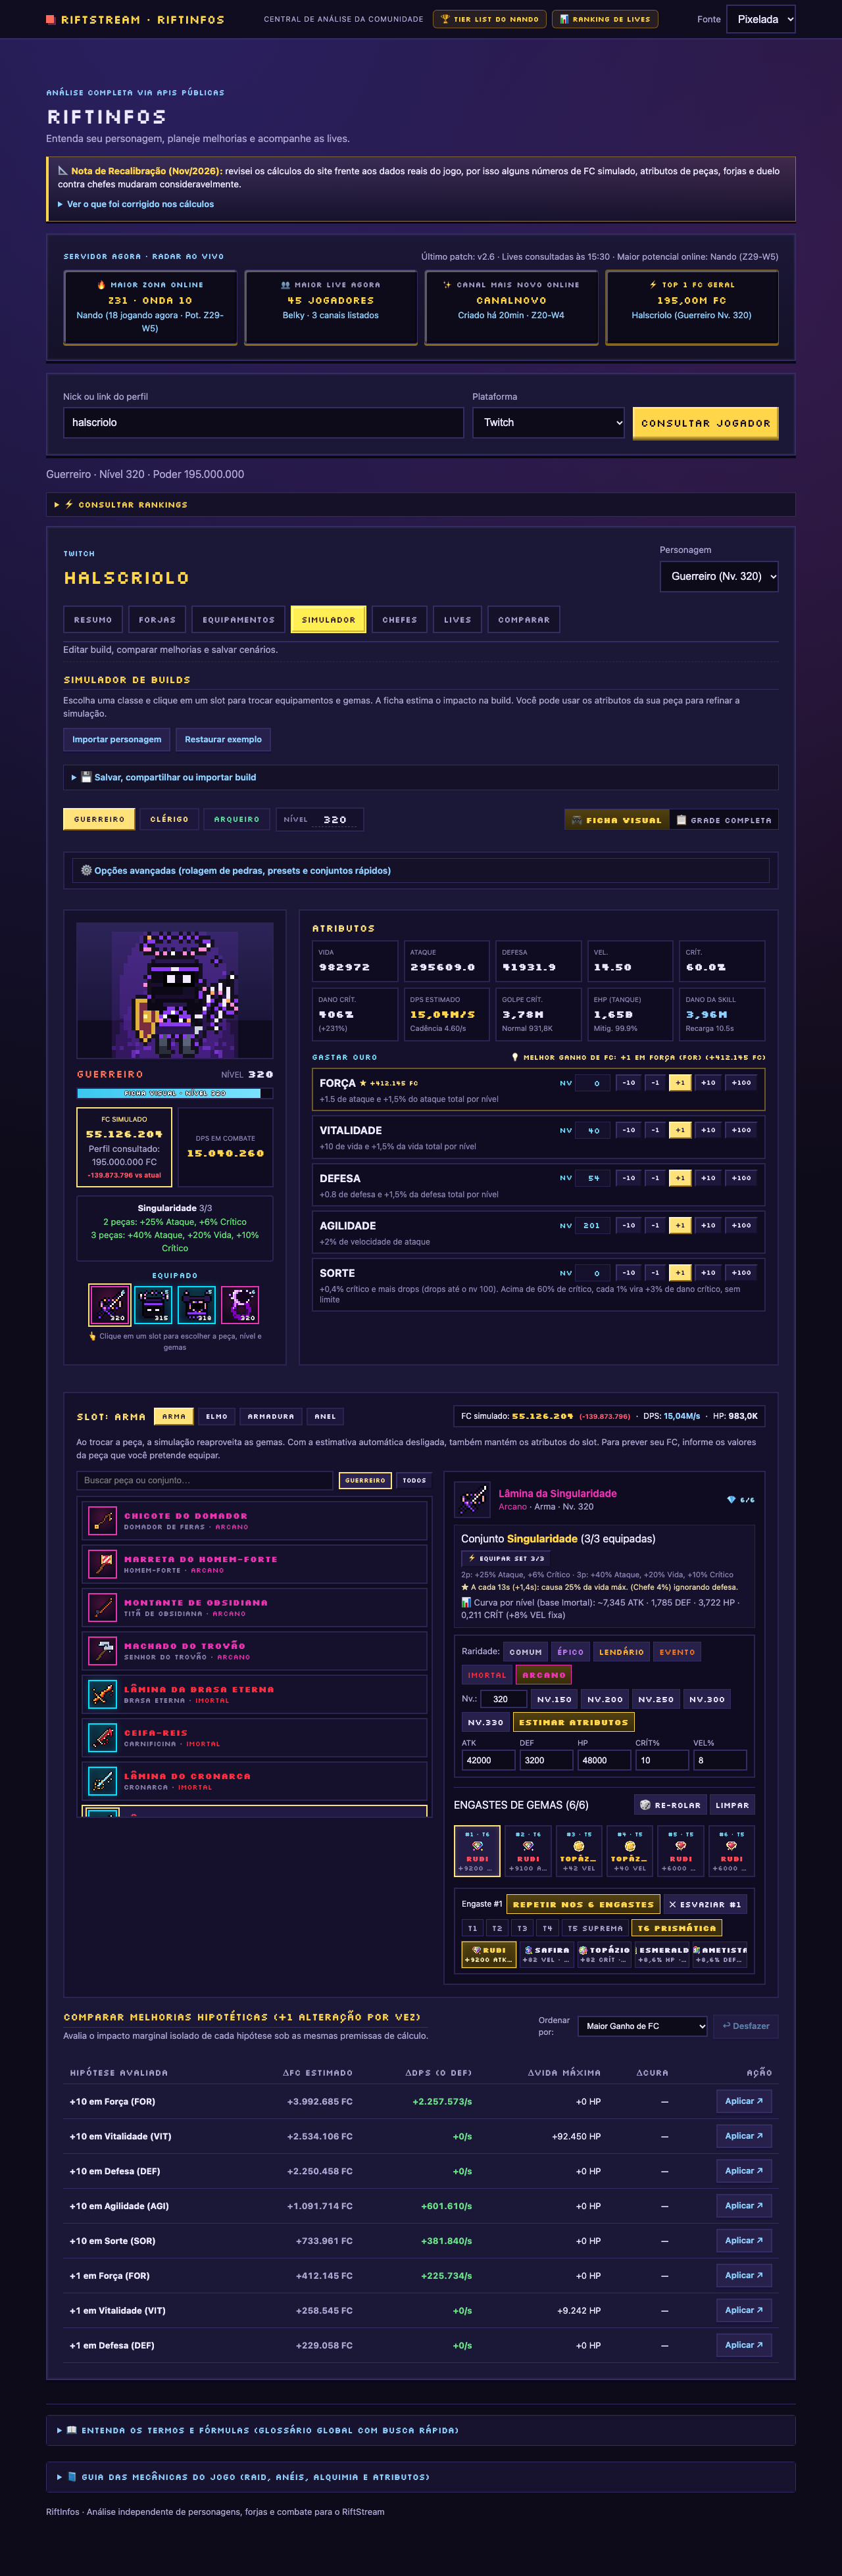 RIFTSTREAM · RIFTINFOS
CENTRAL DE ANÁLISE DA COMUNIDADE
🏆 TIER LIST DO NANDO
📊 RANKING DE LIVES
Fonte
Pixelada
ANÁLISE COMPLETA VIA APIS PÚBLICAS
RIFTINFOS
Entenda seu personagem, planeje melhorias e acompanhe as lives.
📐 Nota de Recalibração (Nov/2026): revisei os cálculos do site frente aos dados reais do jogo, por isso alguns números de FC simulado, atributos de peças, forjas e duelo
contra chefes mudaram consideravelmente.
▶ Ver o que foi corrigido nos cálculos
SERVIDOR AGORA · RADAR AO VIVO
Último patch: v2.6 · Lives consultadas às 15:30 · Maior potencial online: Nando (Z29-W5)
🔥 MAIOR ZONA ONLINE
Z31 · ONDA 10
Nando (18 jogando agora · Pot. Z29-
W5)
👥 MAIOR LIVE AGORA
45 JOGADORES
Belky · 3 canais listados
✨ CANAL MAIS NOVO ONLINE
CANALNOVO
Criado há 20min · Z20-W4
⚡ TOP 1 FC GERAL
195,00M FC
Halscriolo (Guerreiro Nv. 320)
Nick ou link do perfil
Plataforma
halscriolo
Twitch
CONSULTAR JOGADOR
Guerreiro · Nível 320 · Poder 195.000.000
▶ ⚡ CONSULTAR RANKINGS
TWITCH
HALSCRIOLO
Personagem
Guerreiro (Nv. 320)
RESUMO
FORJAS
EQUIPAMENTOS
SIMULADOR
CHEFES
LIVES
COMPARAR
Editar build, comparar melhorias e salvar cenários.
SIMULADOR DE BUILDS
Escolha uma classe e clique em um slot para trocar equipamentos e gemas. A ficha estima o impacto na build. Você pode usar os atributos da sua peça para refinar a
simulação.
Importar personagem
Restaurar exemplo
▶ 💾 Salvar, compartilhar ou importar build
GUERREIRO
CLÉRIGO
ARQUEIRO
NÍVEL 320
🎮 FICHA VISUAL
📋 GRADE COMPLETA
⚙️ Opções avançadas (rolagem de pedras, presets e conjuntos rápidos)
GUERREIRO
NÍVEL 320
FICHA VISUAL · NÍVEL 320
FC SIMULADO
55.126.204
Perfil consultado:
195.000.000 FC
-139.873.796 vs atual
DPS EM COMBATE
15.040.260
Singularidade 3/3
2 peças: +25% Ataque, +6% Crítico
3 peças: +40% Ataque, +20% Vida, +10%
Crítico
EQUIPADO
320
315
318
320
👆 Clique em um slot para escolher a peça, nível e
gemas
ATRIBUTOS
VIDA
982972
ATAQUE
295609.0
DEFESA
41931.9
VEL.
14.50
CRÍT.
60.0%
DANO CRÍT.
406%
(+231%)
DPS ESTIMADO
15,04M/S
Cadência 4.60/s
GOLPE CRÍT.
3,78M
Normal 931,8K
EHP (TANQUE)
1,65B
Mitig. 99.9%
DANO DA SKILL
3,96M
Recarga 10.5s
GASTAR OURO
💡 MELHOR GANHO DE FC: +1 EM FORÇA (FOR) (+412.145 FC)
FORÇA ★ +412.145 FC
NV 0 -10 -1 +1 +10 +100
+1.5 de ataque e +1,5% do ataque total por nível
VITALIDADE
NV 40 -10 -1 +1 +10 +100
+10 de vida e +1,5% da vida total por nível
DEFESA
NV 54 -10 -1 +1 +10 +100
+0.8 de defesa e +1,5% da defesa total por nível
AGILIDADE
NV 201 -10 -1 +1 +10 +100
+2% de velocidade de ataque
SORTE
NV 0 -10 -1 +1 +10 +100
+0,4% crítico e mais drops (drops até o nv 100). Acima de 60% de crítico, cada 1% vira +3% de dano crítico, sem
limite
SLOT: ARMA
ARMA
ELMO
ARMADURA
ANEL
FC simulado: 55.126.204 (-139.873.796) · DPS: 15,04M/s · HP: 983,0K
Ao trocar a peça, a simulação reaproveita as gemas. Com a estimativa automática desligada, também mantém os atributos do slot. Para prever seu FC, informe os valores
da peça que você pretende equipar.
Buscar peça ou conjunto...
GUERREIRO
TODOS
CHICOTE DO DOMADOR
DOMADOR DE FERAS · ARCANO
MARRETA DO HOMEM-FORTE
HOMEM-FORTE · ARCANO
MONTANTE DE OBSIDIANA
TITÃ DE OBSIDIANA · ARCANO
MACHADO DO TROVÃO
SENHOR DO TROVÃO · ARCANO
LÂMINA DA BRASA ETERNA
BRASA ETERNA · IMORTAL
CEIFA-REIS
CARNIFICINA · IMORTAL
LÂMINA DO CRONARCA
CRONARCA · IMORTAL
Lâmina da Singularidade
Arcano · Arma · Nv. 320
💎 6/6
Conjunto Singularidade (3/3 equipadas)
⚡ EQUIPAR SET 3/3
2p: +25% Ataque, +6% Crítico · 3p: +40% Ataque, +20% Vida, +10% Crítico
★ A cada 13s (+1,4s): causa 25% da vida máx. (Chefe 4%) ignorando defesa.
📊 Curva por nível (base Imortal): ~7,345 ATK · 1,785 DEF · 3,722 HP ·
0,211 CRÍT (+8% VEL fixa)
Raridade: COMUM ÉPICO LENDÁRIO EVENTO
IMORTAL ARCANO
Nv.: 320 NV.150 NV.200 NV.250 NV.300
NV.330 ESTIMAR ATRIBUTOS
ATK DEF HP CRÍT% VEL%
42000 3200 48000 10 8
ENGASTES DE GEMAS (6/6)
🎲 RE-ROLAR
LIMPAR
#1 · T6
RUBI
+9200 ...
#2 · T6
RUBI
+9100 A...
#3 · T5
TOPÁZ...
+42 VEL
#4 · T5
TOPÁZ...
+40 VEL
#5 · T5
RUBI
+6000 ...
#6 · T5
RUBI
+6000 ...
Engaste #1 REPETIR NOS 6 ENGASTES ✕ ESVAZIAR #1
T1 T2 T3 T4 T5 SUPREMA T6 PRISMÁTICA
RUBI
+9200 ATK...
SAFIRA
+82 VEL · ...
TOPÁZIO
+82 CRÍT ·...
ESMERALD
+8,6% HP ·...
AMETISTA
+8,6% DEF...
COMPARAR MELHORIAS HIPOTÉTICAS (+1 ALTERAÇÃO POR VEZ)
Avalia o impacto marginal isolado de cada hipótese sob as mesmas premissas de cálculo.
Ordenar
por:
Maior Ganho de FC
↩ Desfazer
HIPÓTESE AVALIADA ΔFC ESTIMADO ΔDPS (0 DEF) ΔVIDA MÁXIMA ΔCURA AÇÃO
+10 em Força (FOR) +3.992.685 FC +2.257.573/s +0 HP — Aplicar ↗
+10 em Vitalidade (VIT) +2.534.106 FC +0/s +92.450 HP — Aplicar ↗
+10 em Defesa (DEF) +2.250.458 FC +0/s +0 HP — Aplicar ↗
+10 em Agilidade (AGI) +1.091.714 FC +601.610/s +0 HP — Aplicar ↗
+10 em Sorte (SOR) +733.961 FC +381.840/s +0 HP — Aplicar ↗
+1 em Força (FOR) +412.145 FC +225.734/s +0 HP — Aplicar ↗
+1 em Vitalidade (VIT) +258.545 FC +0/s +9.242 HP — Aplicar ↗
+1 em Defesa (DEF) +229.058 FC +0/s +0 HP — Aplicar ↗
▶ 📖 ENTENDA OS TERMOS E FÓRMULAS (GLOSSÁRIO GLOBAL COM BUSCA RÁPIDA)
▶ 📘 GUIA DAS MECÂNICAS DO JOGO (RAID, ANÉIS, ALQUIMIA E ATRIBUTOS)
RiftInfos · Análise independente de personagens, forjas e combate para o RiftStream